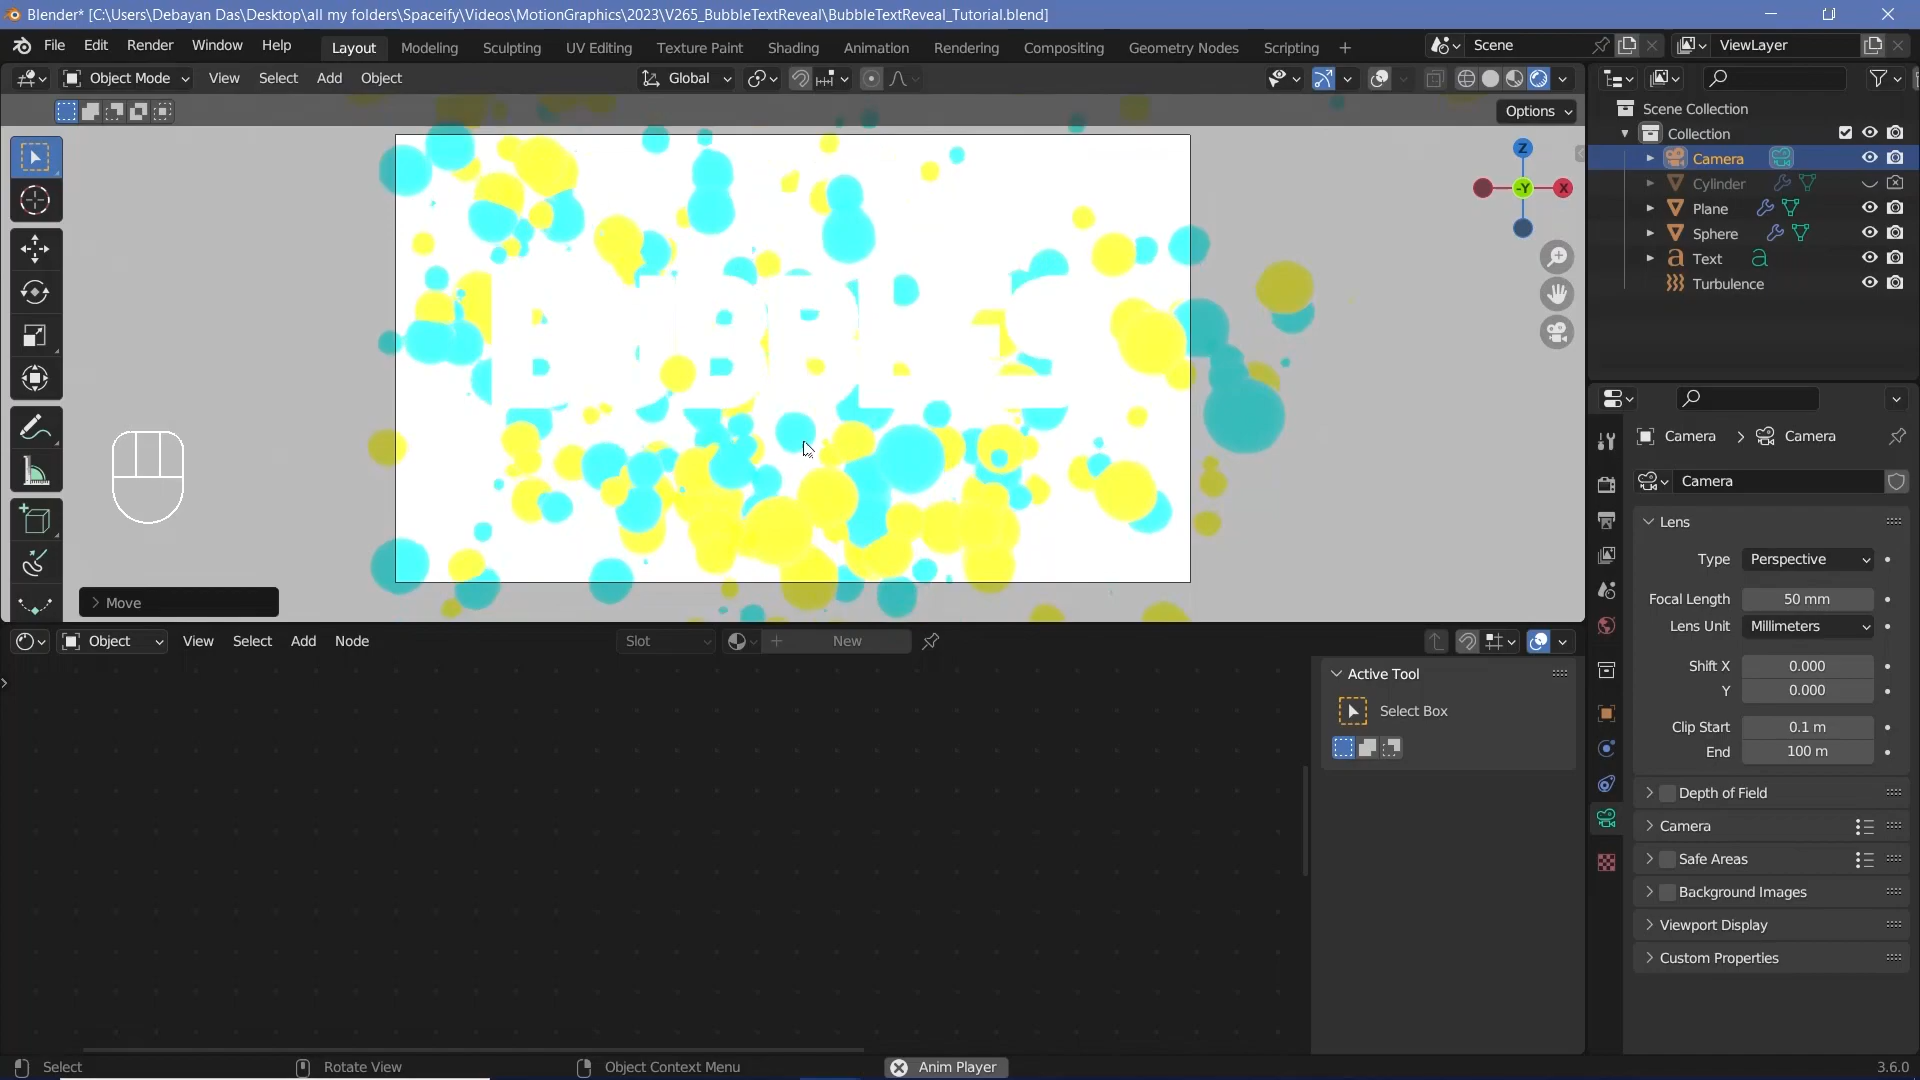 Blender* [C:\Users\Debayan Das\Desktop\all my folders\Spaceify\Videos\MotionGraphics\2023\V265_BubbleTextReveal\BubbleTextReveal_Tutorial.blend]
File Edit Render Window Help Layout Modeling Sculpting UV Editing Texture Paint Shading Animation Rendering Compositing Geometry Nodes Scripting Scene ViewLayer
Object Mode View Select Add Object Global
Options
Scene Collection
Collection
Camera
Cylinder
Plane
Sphere
Text
Turbulence
Z
-Y X
Move
Camera Camera
Camera
Lens
Type Perspective
Focal Length 50 mm
Lens Unit Millimeters
Shift X 0.000
Y 0.000
Clip Start 0.1 m
End 100 m
Depth of Field
Camera
Safe Areas
Background Images
Viewport Display
Custom Properties
Object View Select Add Node Slot New
Active Tool
Select Box
Select Rotate View Object Context Menu Anim Player 3.6.0